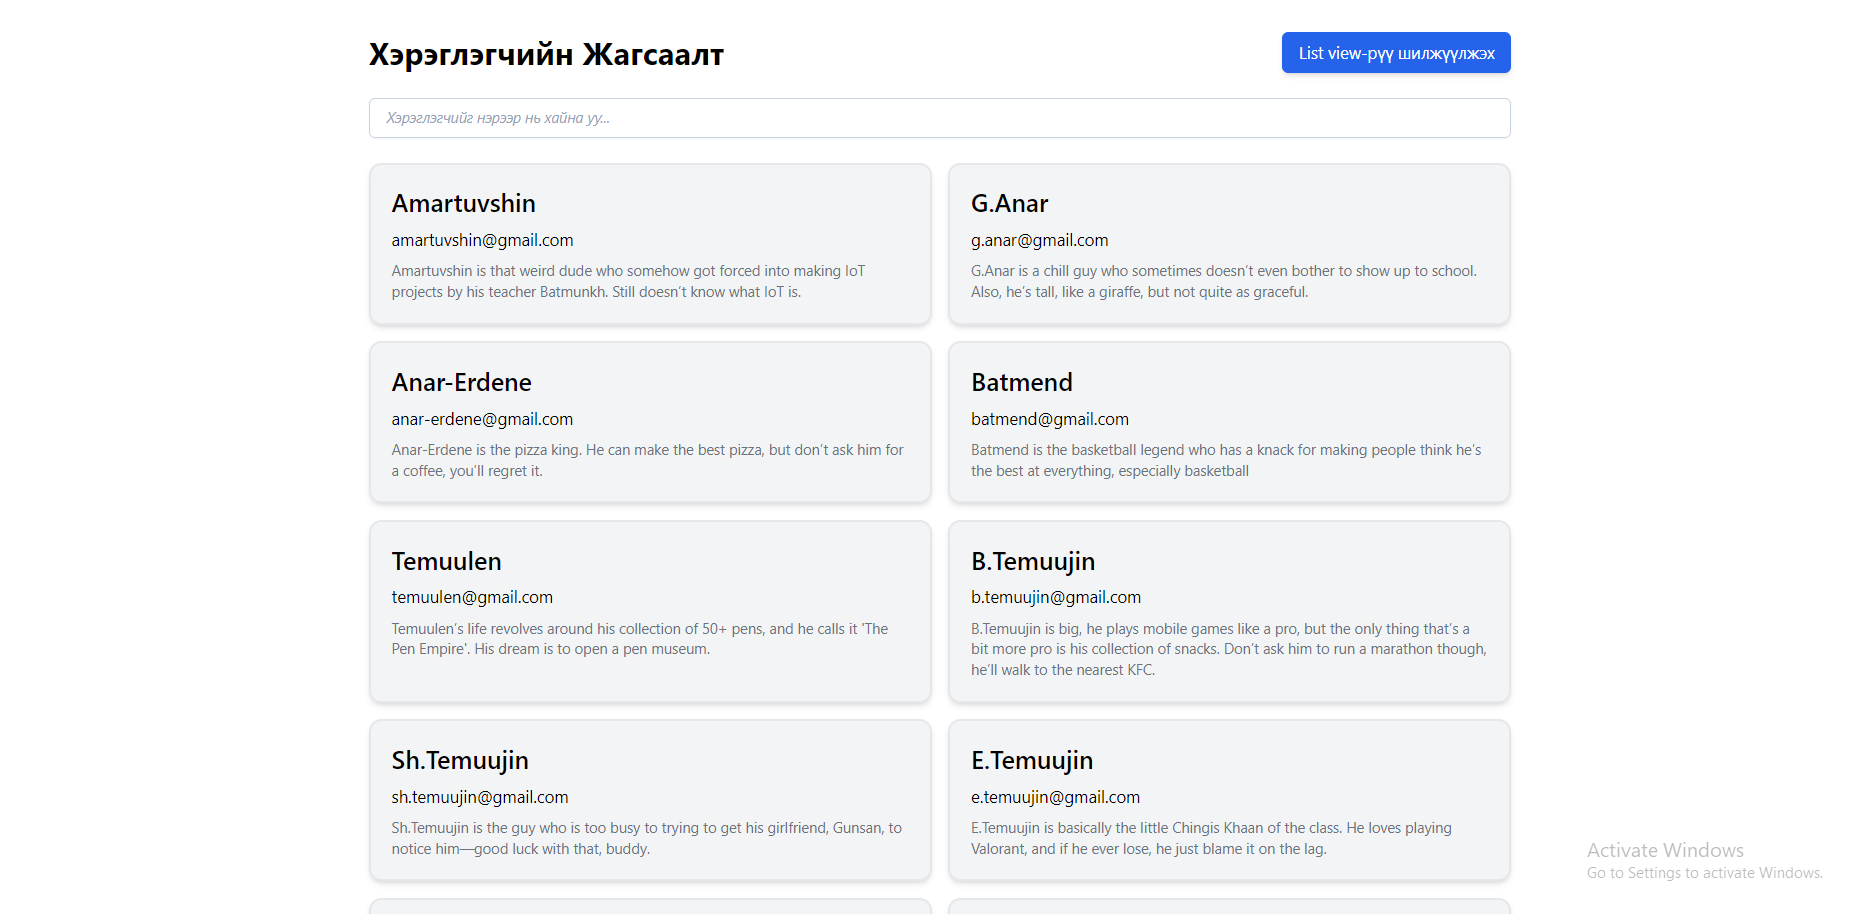 Хэрэглэгчийн Жагсаалт
List view-рүү шилжүүлжэх
Хэрэглэгчийг нэрээр нь хайна уу...
Amartuvshin
amartuvshin@gmail.com
Amartuvshin is that weird dude who somehow got forced into making IoT
projects by his teacher Batmunkh. Still doesn’t know what IoT is.
G.Anar
g.anar@gmail.com
G.Anar is a chill guy who sometimes doesn’t even bother to show up to school.
Also, he’s tall, like a giraffe, but not quite as graceful.
Anar-Erdene
anar-erdene@gmail.com
Anar-Erdene is the pizza king. He can make the best pizza, but don’t ask him for
a coffee, you’ll regret it.
Batmend
batmend@gmail.com
Batmend is the basketball legend who has a knack for making people think he’s
the best at everything, especially basketball
Temuulen
temuulen@gmail.com
Temuulen’s life revolves around his collection of 50+ pens, and he calls it 'The
Pen Empire'. His dream is to open a pen museum.
B.Temuujin
b.temuujin@gmail.com
B.Temuujin is big, he plays mobile games like a pro, but the only thing that’s a
bit more pro is his collection of snacks. Don’t ask him to run a marathon though,
he’ll walk to the nearest KFC.
Sh.Temuujin
sh.temuujin@gmail.com
Sh.Temuujin is the guy who is too busy to trying to get his girlfriend, Gunsan, to
notice him—good luck with that, buddy.
E.Temuujin
e.temuujin@gmail.com
E.Temuujin is basically the little Chingis Khaan of the class. He loves playing
Valorant, and if he ever lose, he just blame it on the lag.
Activate Windows
Go to Settings to activate Windows.